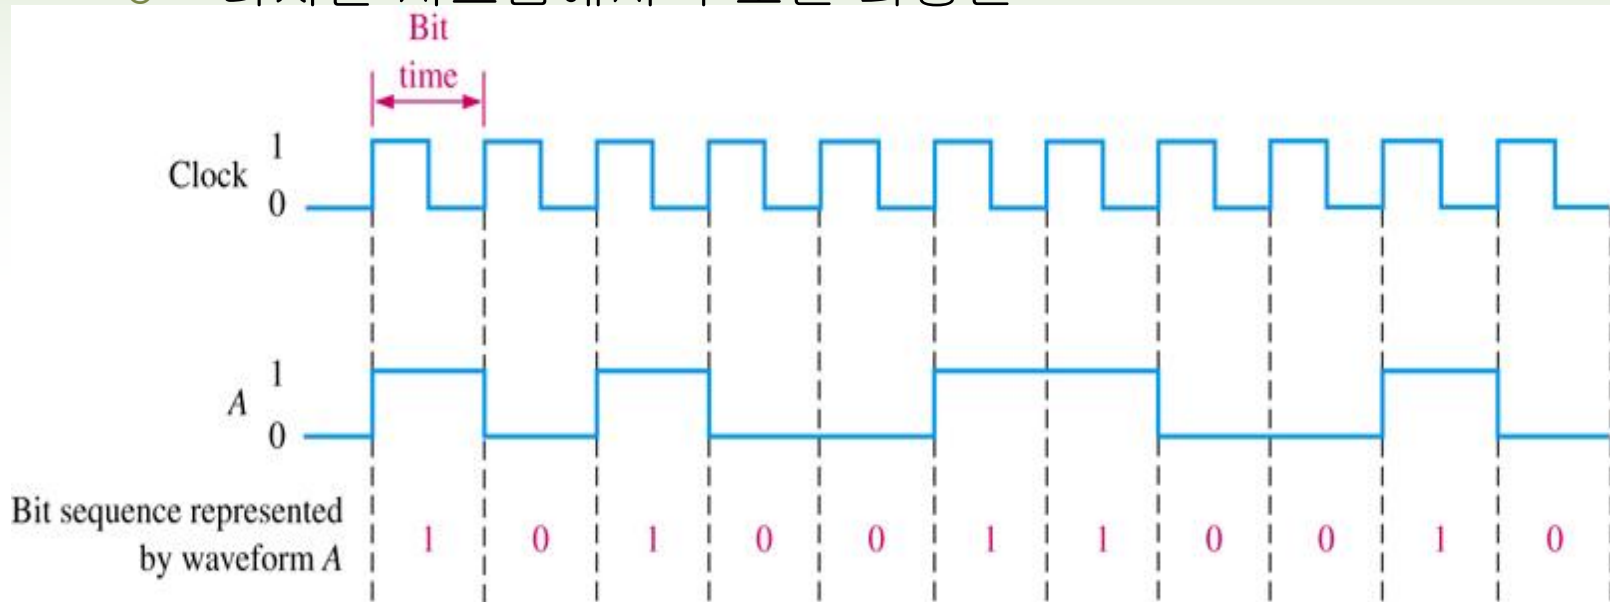 Bit
time
1
Clock
0
1
A
0
Bit sequence represented
by waveform A
1 0 1 0 0 1 1 0 0 1 0